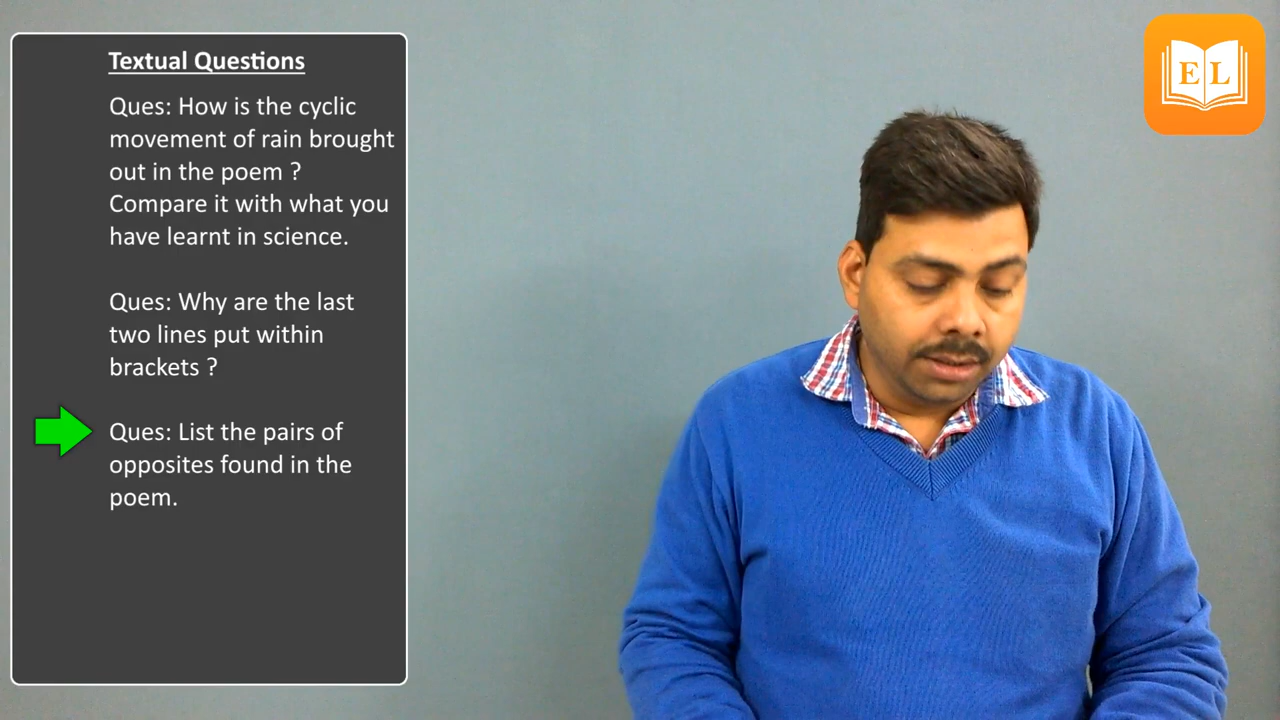 Textual Questions
Ques: How is the cyclic
movement of rain brought
out in the poem ?
Compare it with what you
have learnt in science.
Ques: Why are the last
two lines put within
brackets ?
Ques: List the pairs of
opposites found in the
poem.
E L